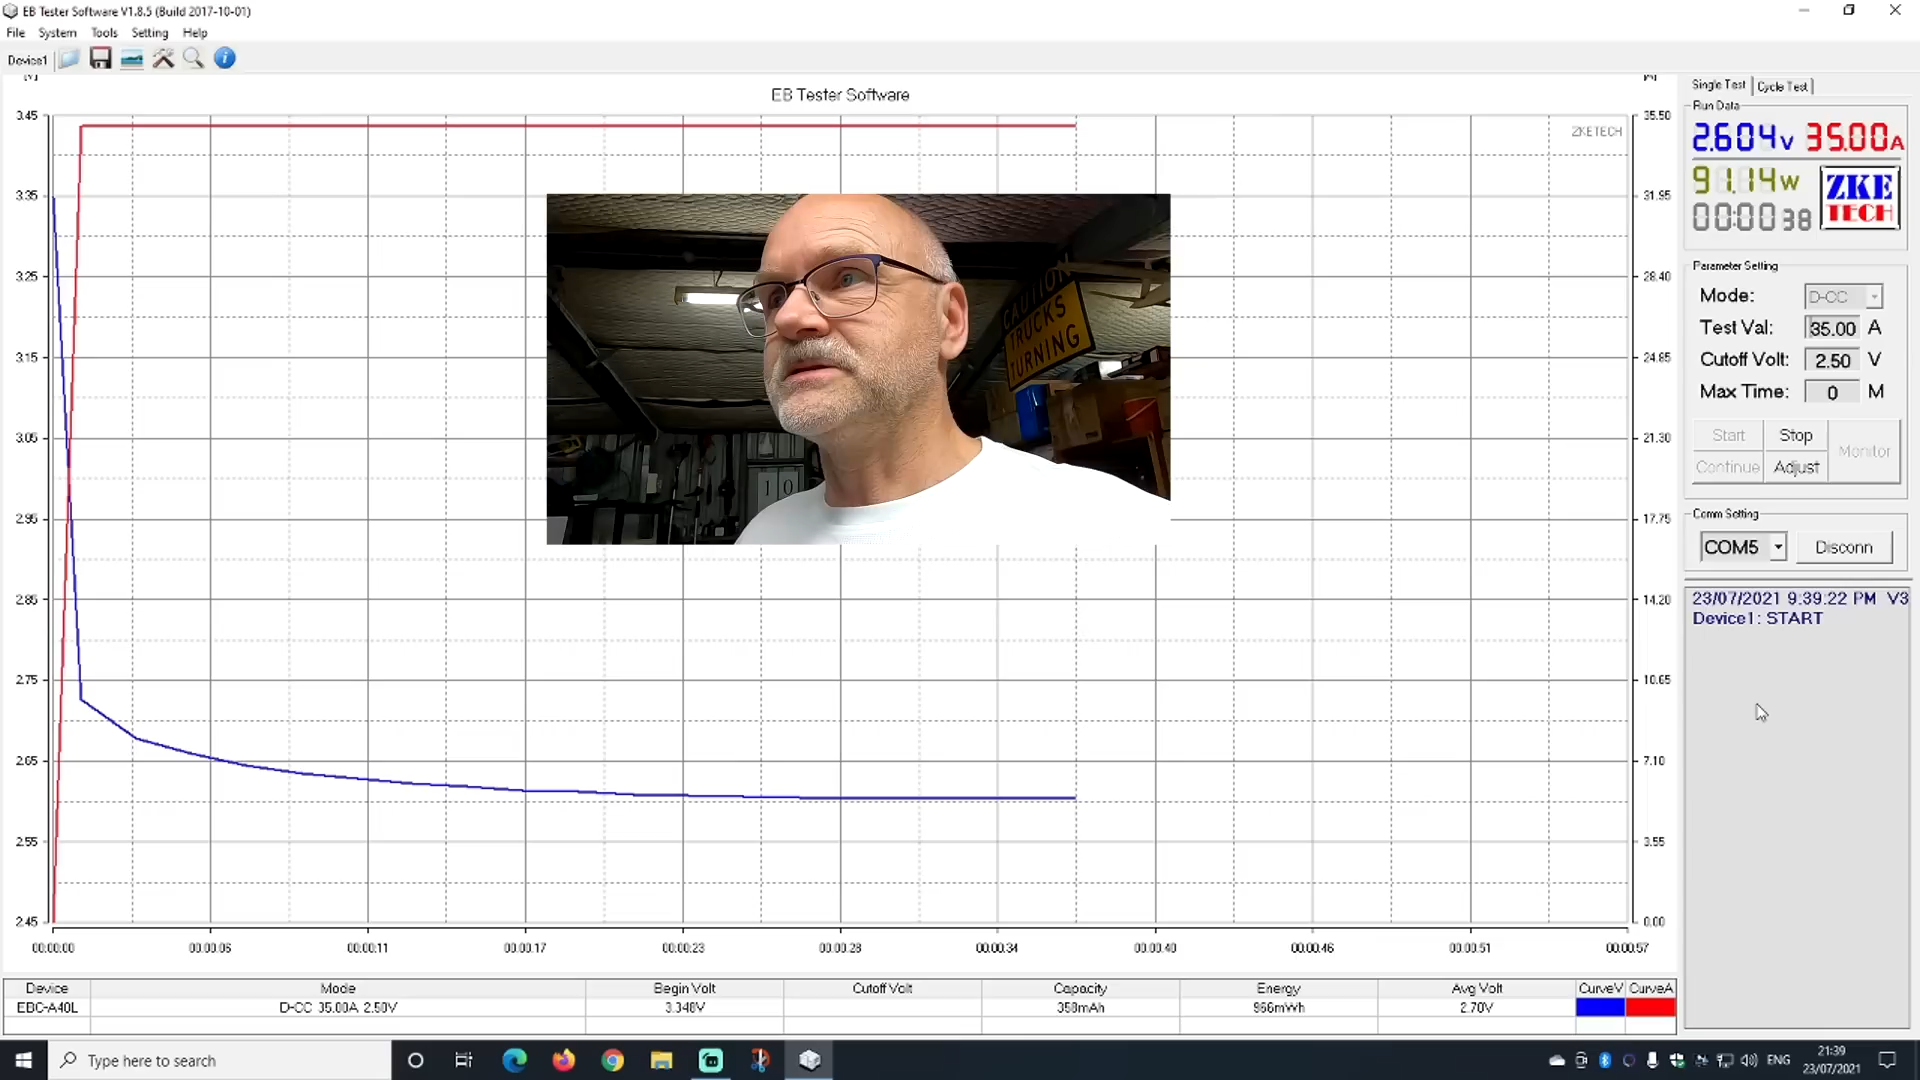 EB Tester Software V1.8.5 (Build 2017-10-01)
File System Tools Setting Help
Device1
EB Tester Software
ZKETECH
3.45
3.35
3.25
3.15
3.05
2.95
2.85
2.75
2.65
2.55
2.45
35.50
31.95
28.40
24.85
21.30
17.75
14.20
10.65
7.10
3.55
0.00
00:00:00 00:00:06 00:00:11 00:00:17 00:00:23 00:00:28 00:00:34 00:00:40 00:00:46 00:00:51 00:00:57
CAUTION
TRUCKS
TURNING
10
Single Test Cycle Test
Run Data
2.604V 35.00A
91.14W
00:00:38
ZKE
TECH
Parameter Setting
Mode: D-CC
Test Val: 35.00 A
Cutoff Volt: 2.50 V
Max Time: 0 M
Start Stop Monitor
Continue Adjust
Comm Setting
COM5 Disconn
23/07/2021 9:39:22 PM V3
Device1: START
Device Mode Begin Volt Cutoff Volt Capacity Energy Avg Volt CurveV CurveA
EBC-A40L D-CC 35.00A 2.50V 3.348V 358mAh 966mWh 2.70V
Type here to search
ENG
21:39
23/07/2021